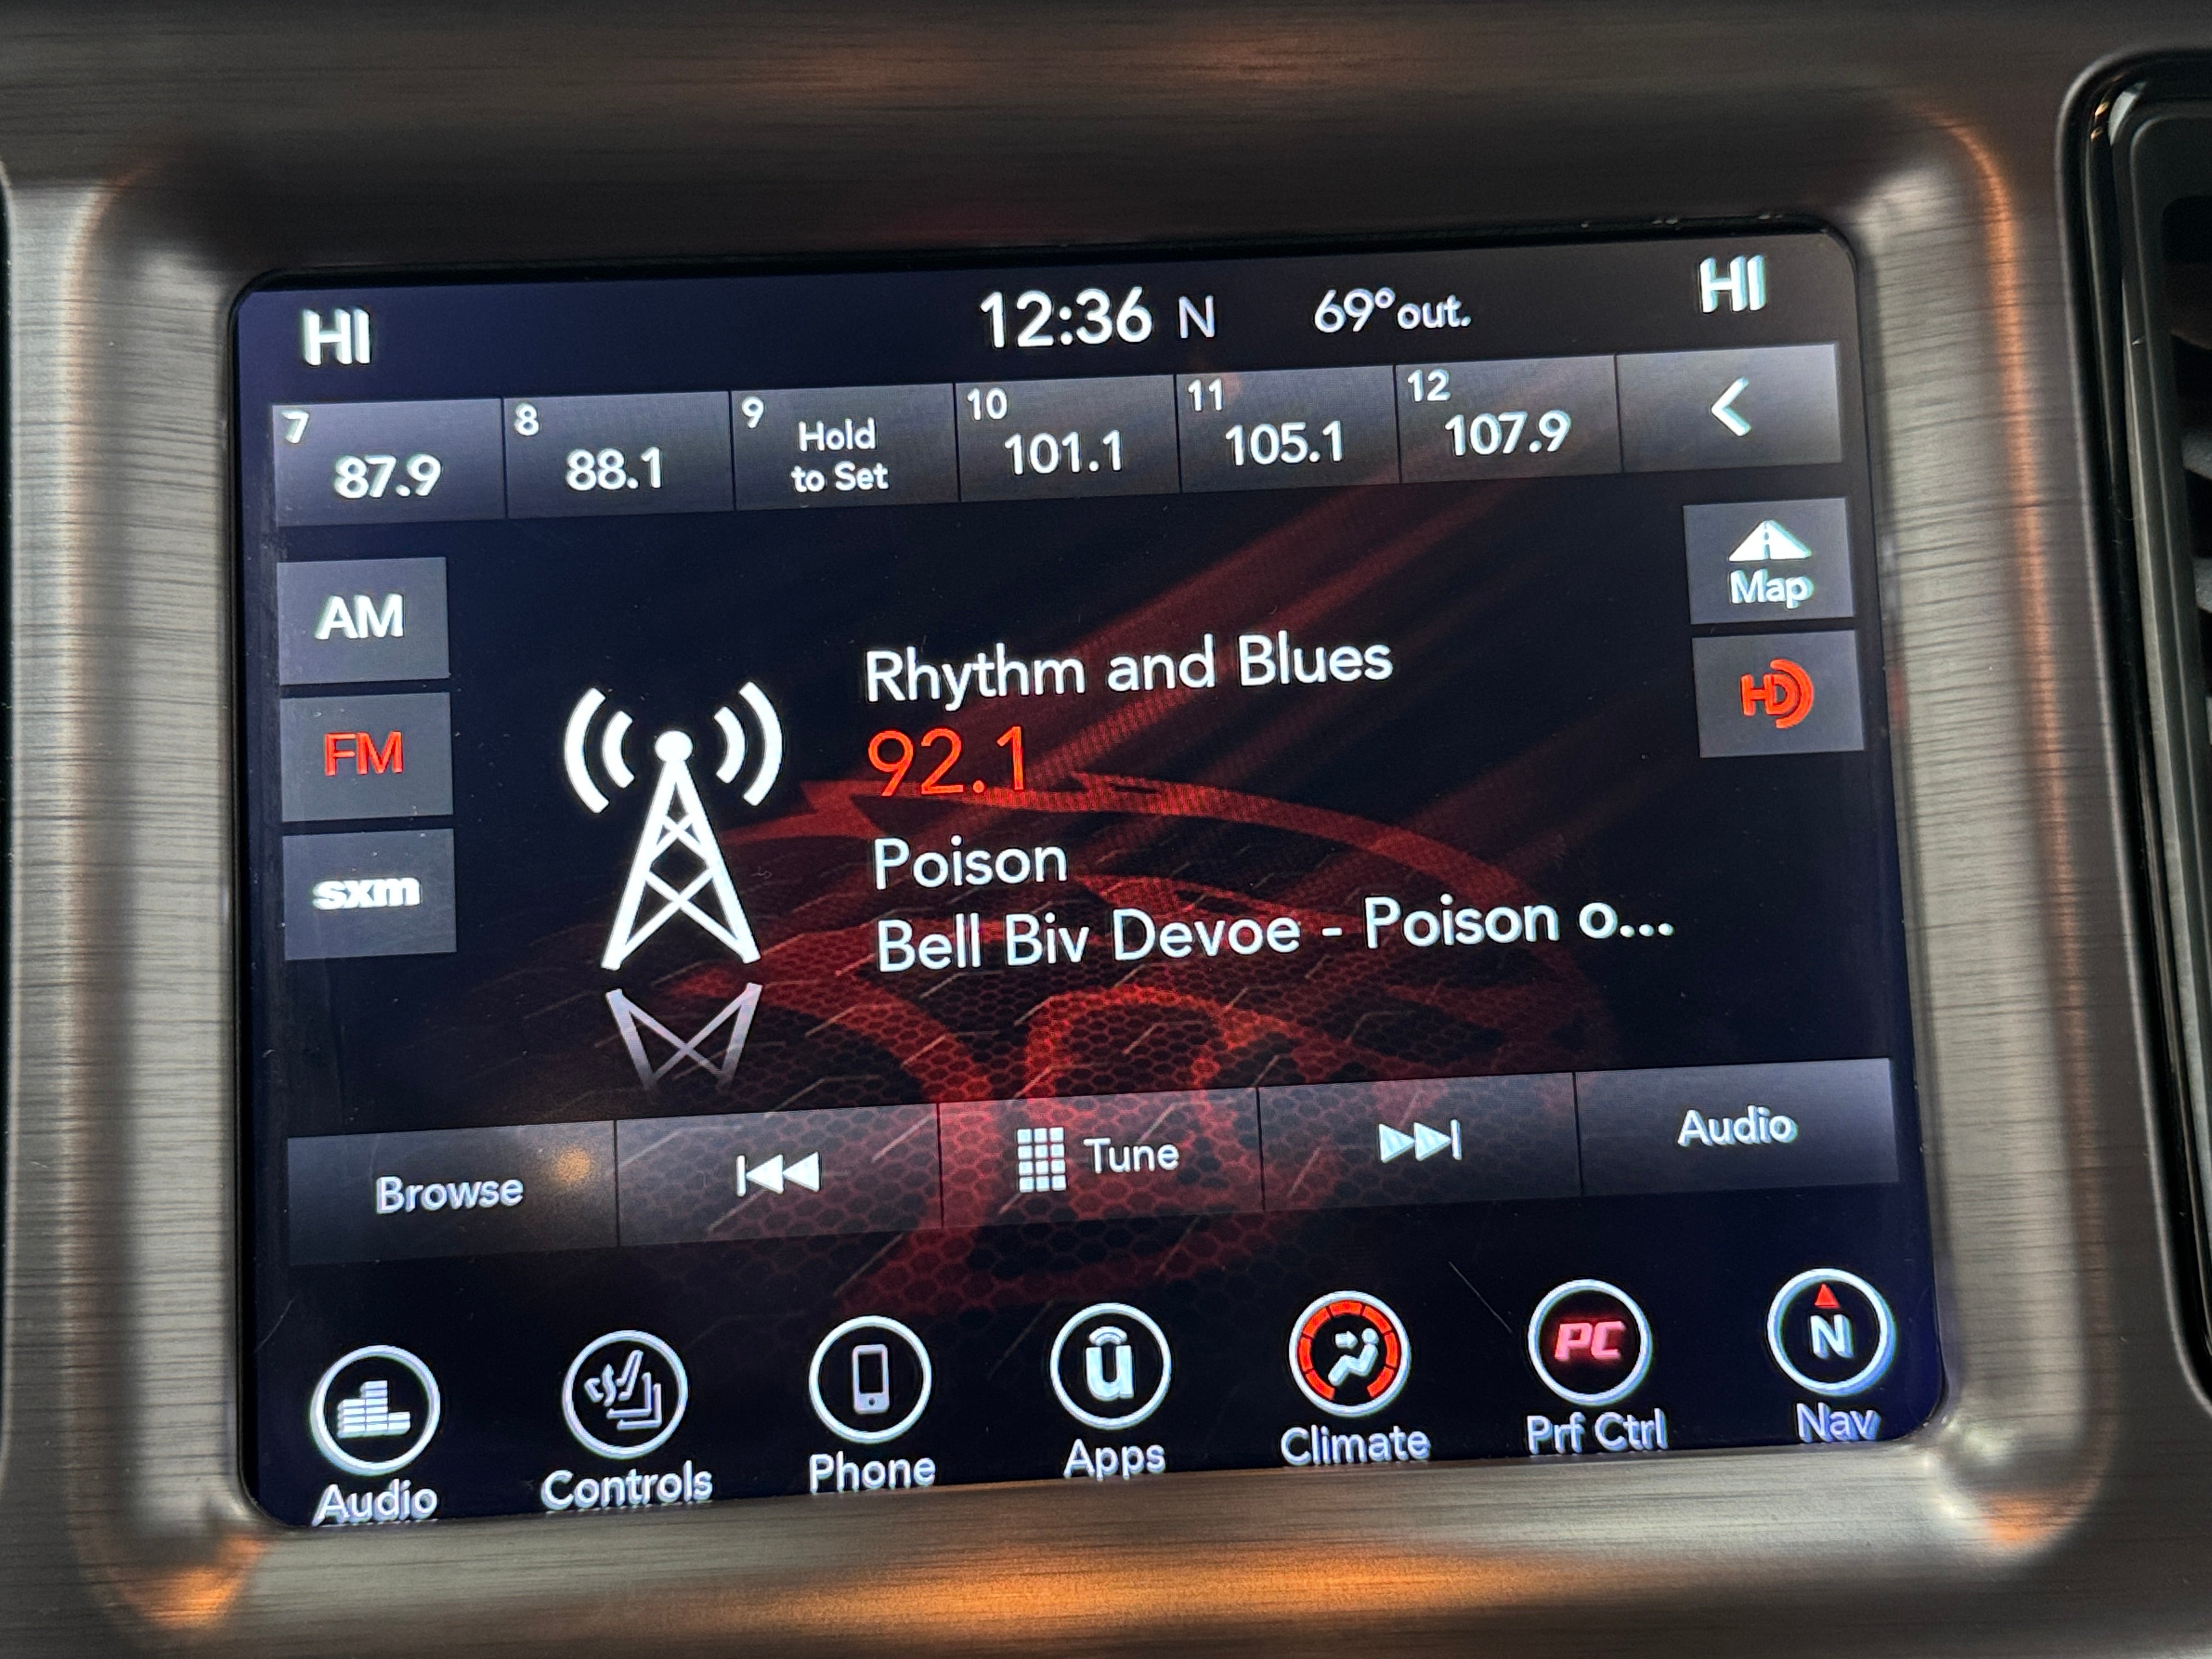 HI 12:36 N 69°out. HI
7 87.9
8 88.1
9 Hold
to Set
10 101.1
11 105.1
12 107.9
AM
FM
sxm
Map
HD
Rhythm and Blues
92.1
Poison
Bell Biv Devoe - Poison o...
Browse
Tune
Audio
Audio
Controls
u
Phone
Apps
Climate
PC
Prf Ctrl
N
Nav